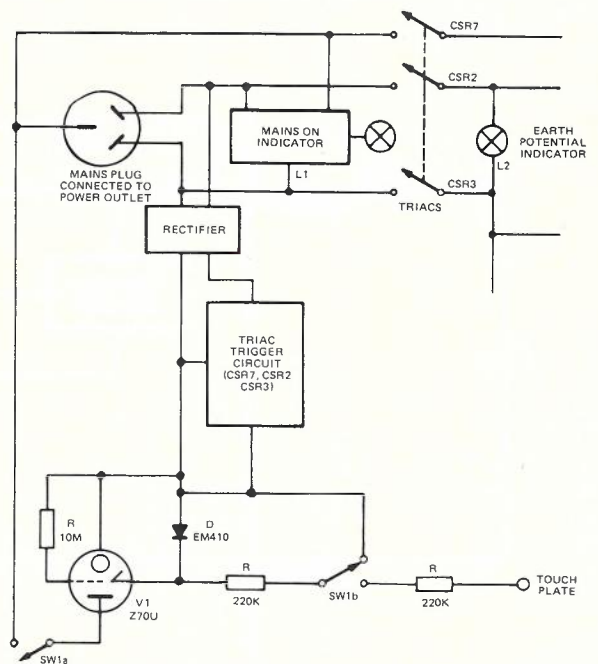 CSR7
CSR2
MAINS ON
INDICATOR
EARTH
POTENTIAL
INDICATOR
L2
L1
MAINS PLUG
CONNECTED TO
POWER OUTLET
CSR3
TRIACS
RECTIFIER
TRIAC
TRIGGER
CIRCUIT
(CSR7, CSR2
CSR3)
R
10M
D
EM410
V1
Z70U
R
220K
SW1b
R
220K
TOUCH
PLATE
SW1a